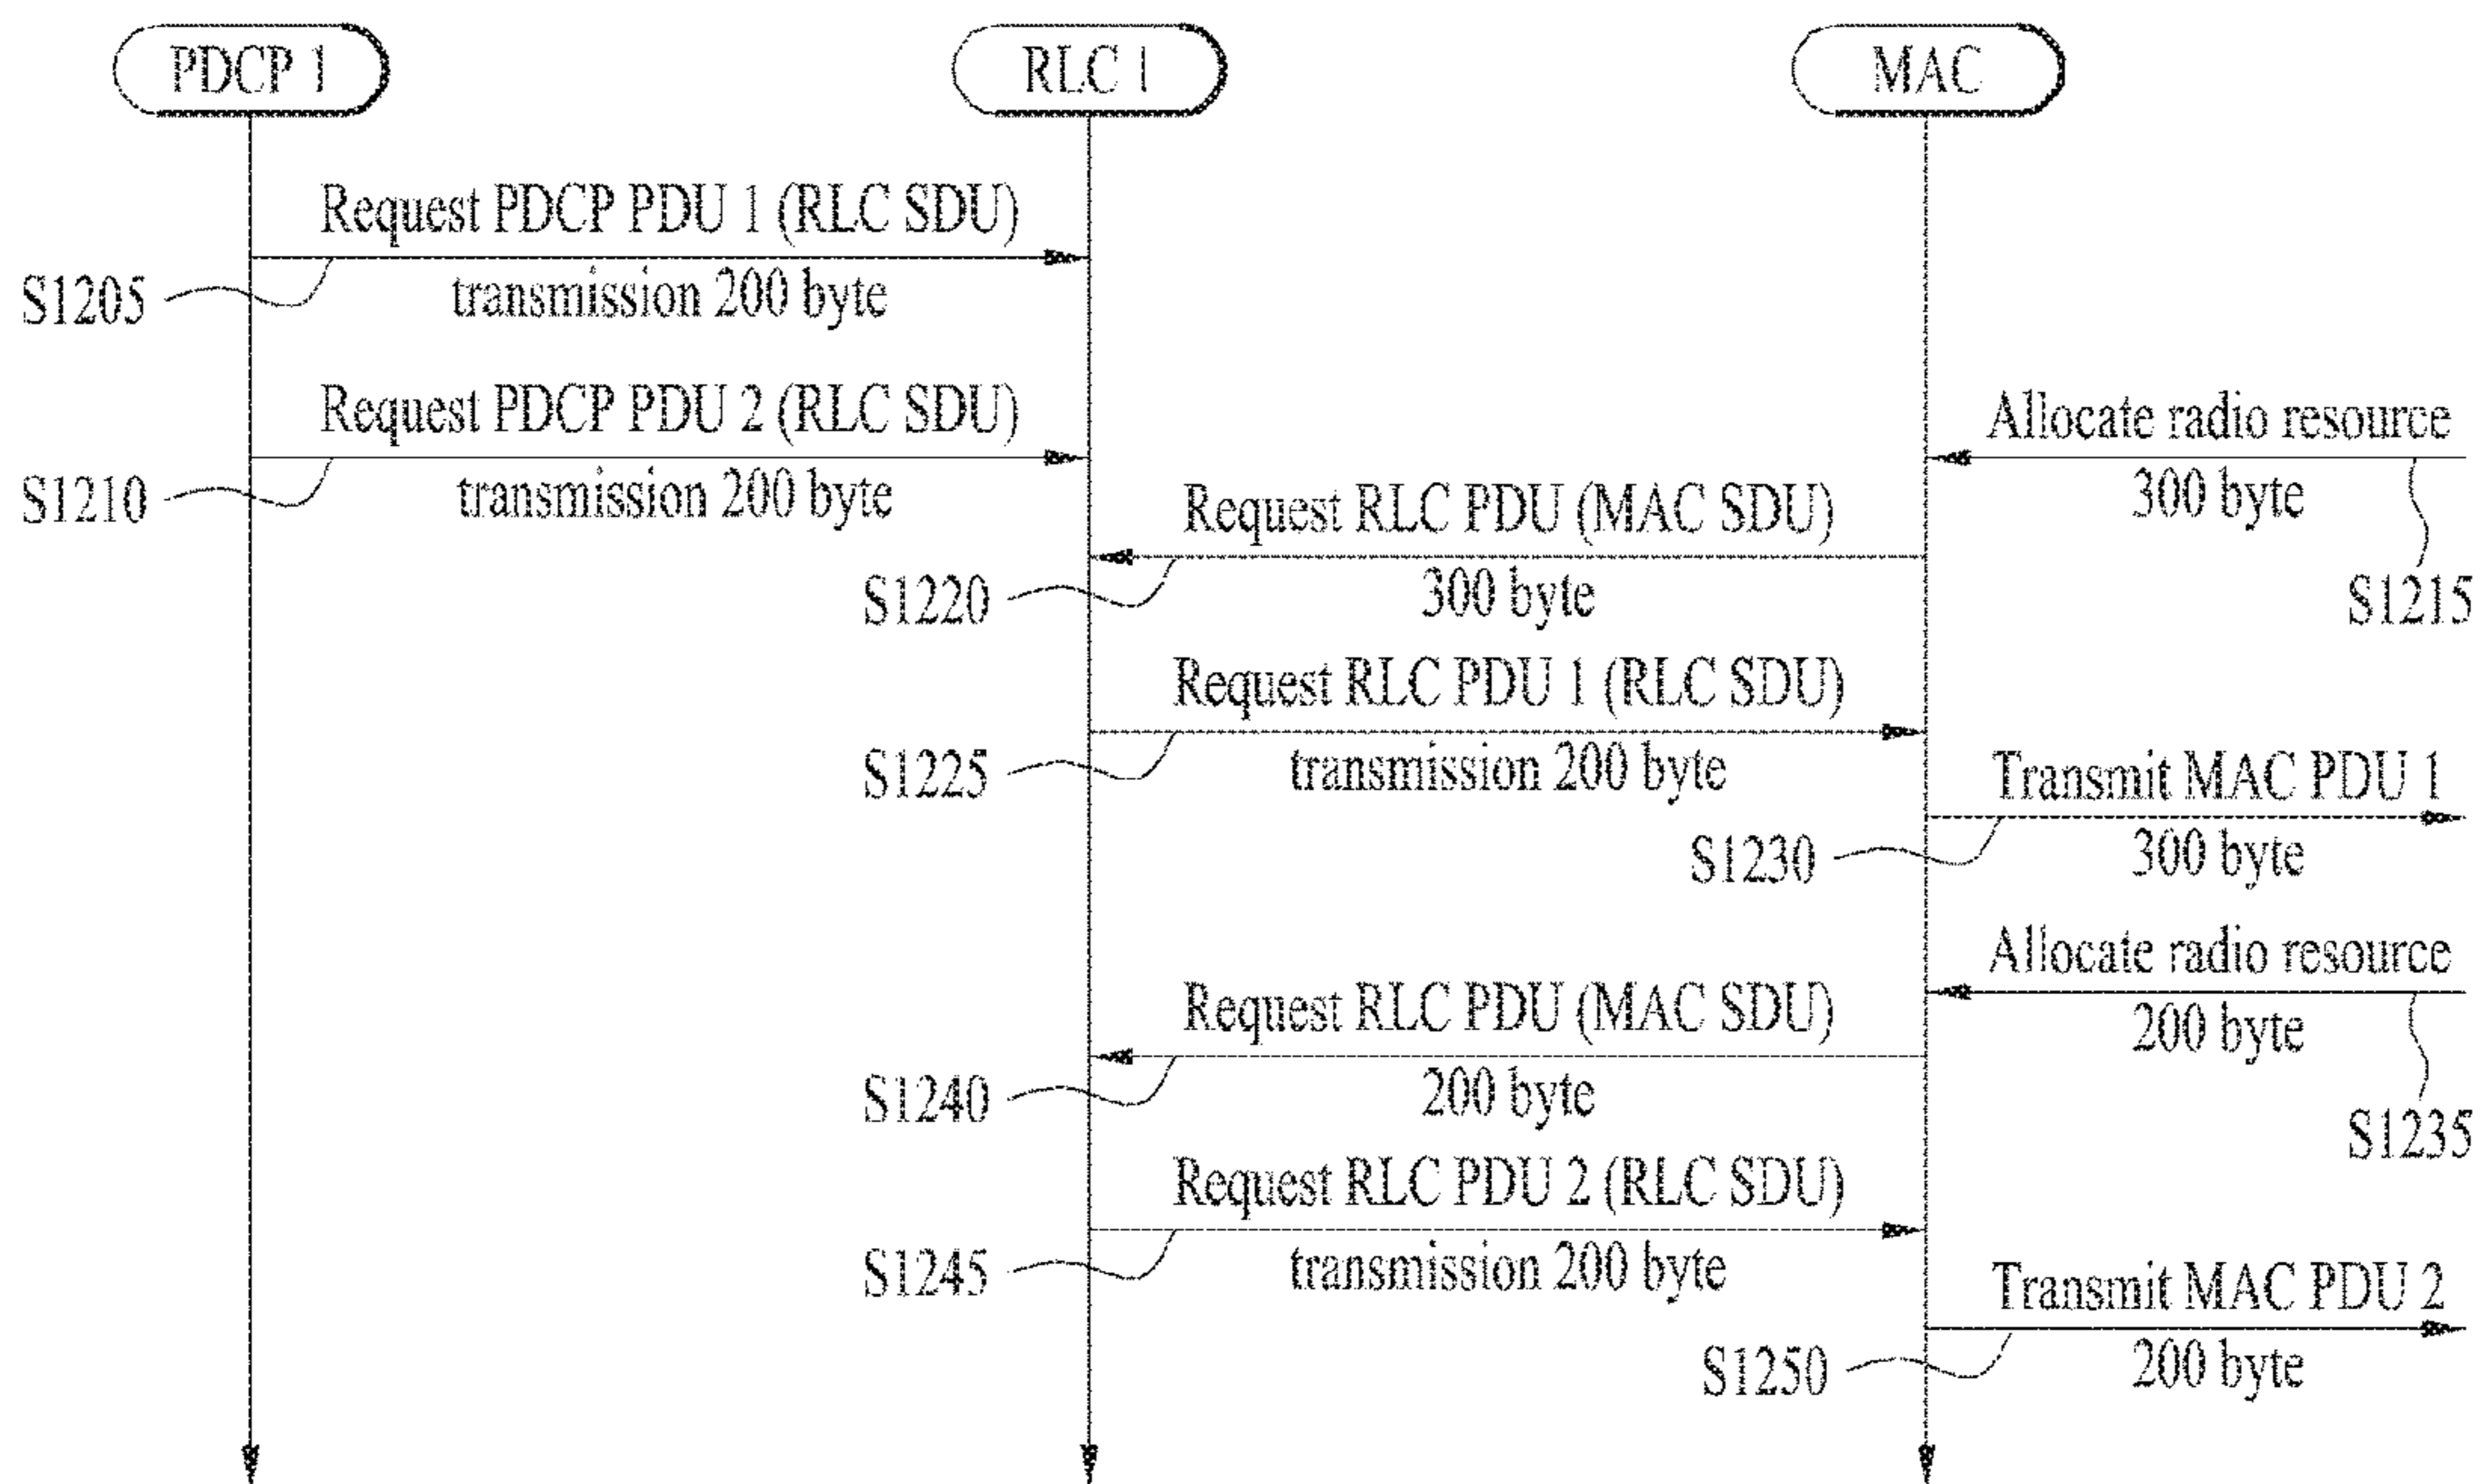 PDCP 1
RLC 1
MAC
Request PDCP PDU 1 (RLC SDU)
transmission 200 byte
S1205
Request PDCP PDU 2 (RLC SDU)
transmission 200 byte
S1210
Allocate radio resource
300 byte
S1215
Request RLC PDU (MAC SDU)
300 byte
S1220
Request RLC PDU 1 (RLC SDU)
transmission 200 byte
S1225
Transmit MAC PDU 1
300 byte
S1230
Allocate radio resource
200 byte
S1235
Request RLC PDU (MAC SDU)
200 byte
S1240
Request RLC PDU 2 (RLC SDU)
transmission 200 byte
S1245
Transmit MAC PDU 2
200 byte
S1250